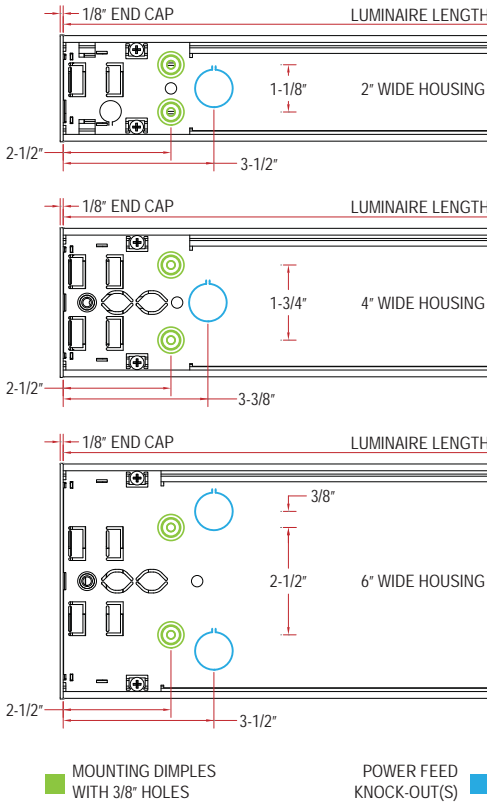 1/8″ END CAP
LUMINAIRE LENGTH
1-1/8″
2″ WIDE HOUSING
2-1/2″
3-1/2″
1/8″ END CAP
LUMINAIRE LENGTH
1-3/4″
4″ WIDE HOUSING
2-1/2″
3-3/8″
1/8″ END CAP
LUMINAIRE LENGTH
3/8″
2-1/2″
6″ WIDE HOUSING
2-1/2″
3-1/2″
MOUNTING DIMPLES
WITH 3/8″ HOLES
POWER FEED
KNOCK-OUT(S)